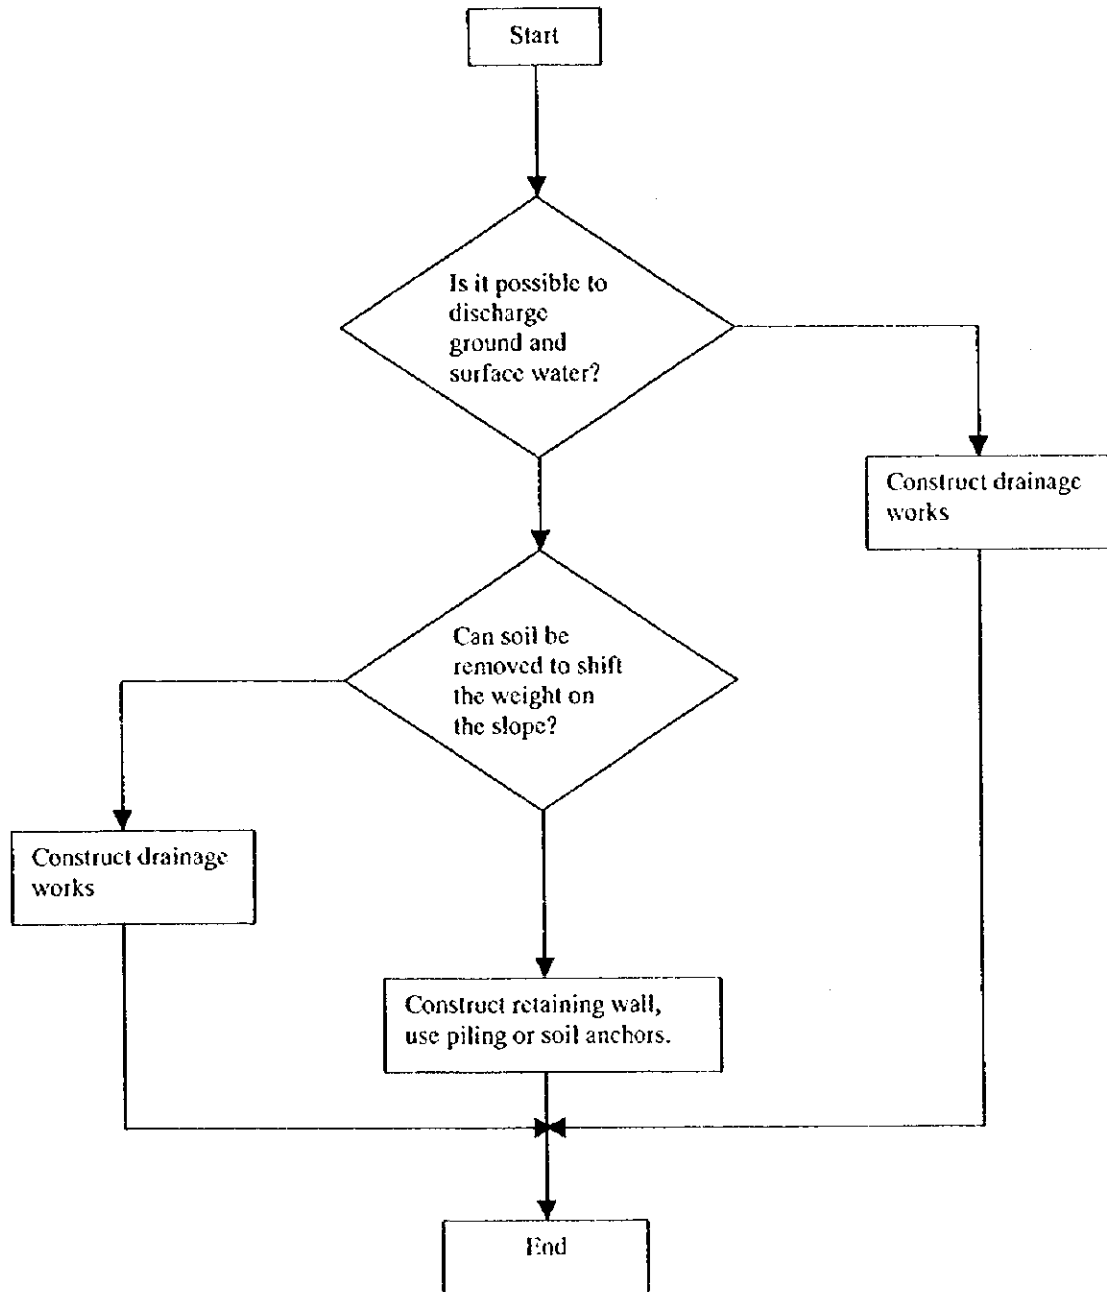 Start
Is it possible to
discharge
ground and
surface water?
Construct drainage
works
Can soil be
removed to shift
the weight on
the slope?
Construct drainage
works
Construct retaining wall,
use piling or soil anchors.
End